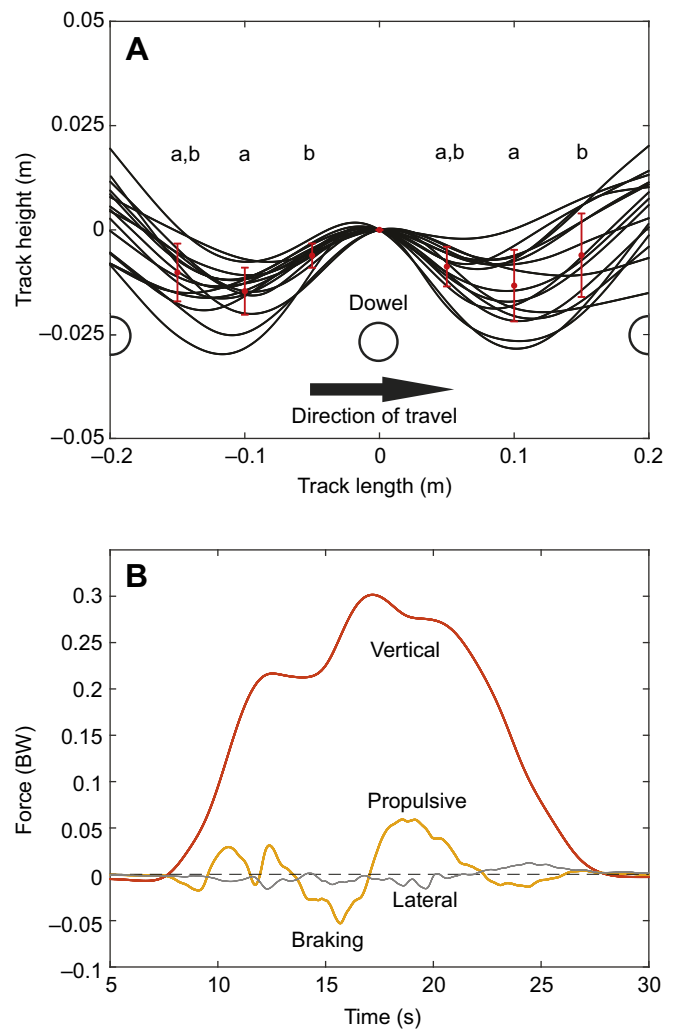 A
0.05
0.025
0
−0.025
−0.05
Track height (m)
a,b a b a,b a b
Dowel
Direction of travel
−0.2 −0.1 0 0.1 0.2
Track length (m)
B
0.3
0.25
0.2
0.15
0.1
0.05
0
−0.05
−0.1
Force (BW)
Vertical
Propulsive
Lateral
Braking
5 10 15 20 25 30
Time (s)